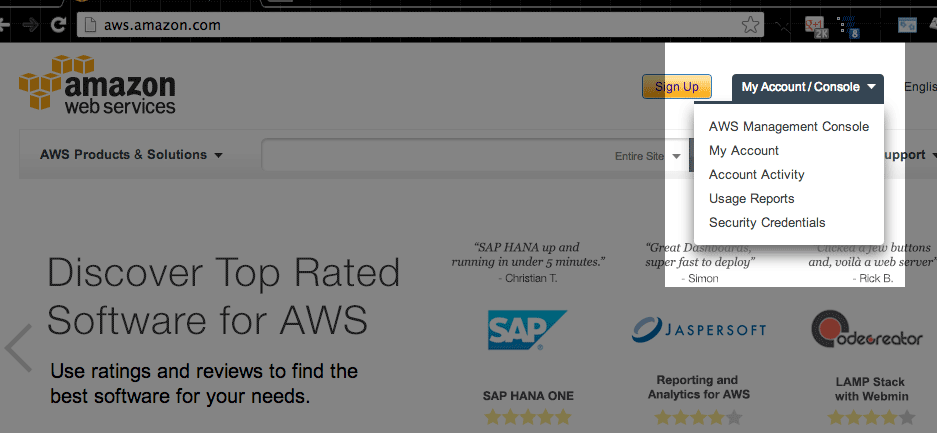 aws.amazon.com
2K
8
amazon
web services
Sign Up
My Account / Console
English
AWS Products & Solutions
Entire Site
upport
AWS Management Console
My Account
Account Activity
Usage Reports
Security Credentials
Discover Top Rated
Software for AWS
Use ratings and reviews to find the
best software for your needs.
“SAP HANA up and
running in under 5 minutes.”
- Christian T.
SAP
SAP HANA ONE
“Great Dashboards,
super fast to deploy”
- Simon
JASPERSOFT
Reporting and
Analytics for AWS
Clicked a few buttons
and, voilà a web server”
- Rick B.
odecreator
LAMP Stack
with Webmin